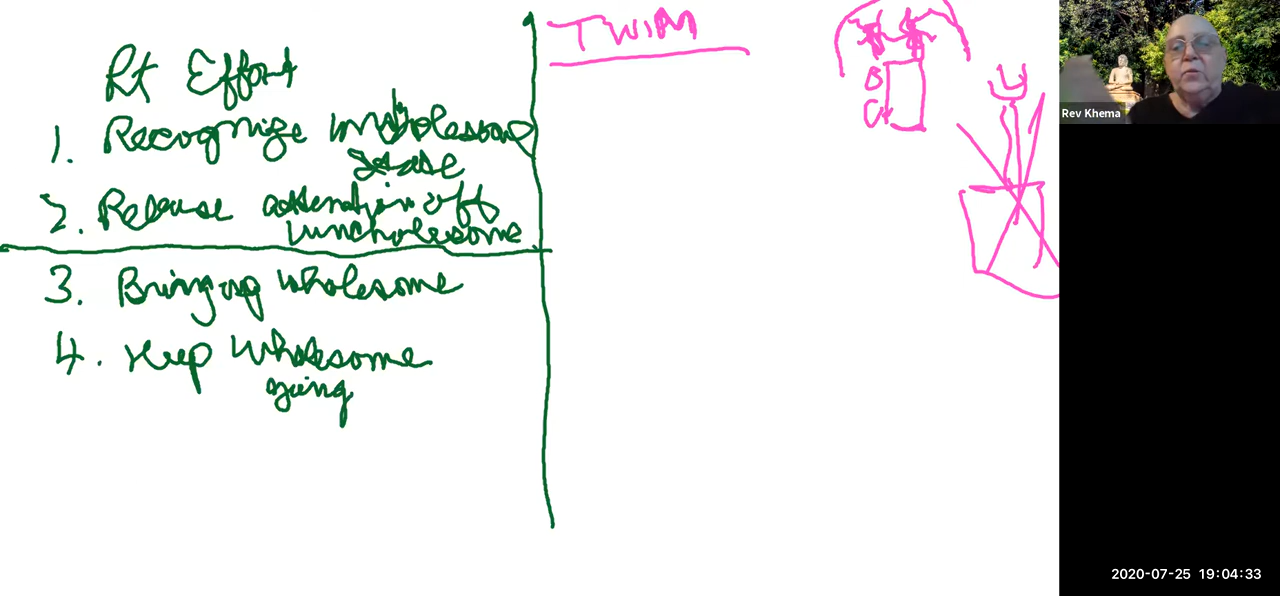 Rt Effort
1. Recognize unwholesome
state
2. Release attention off
unwholesome
3. Bring up wholesome
4. Keep wholesome
going
TWIM
B
Rev Khema
2020-07-25 19:04:33